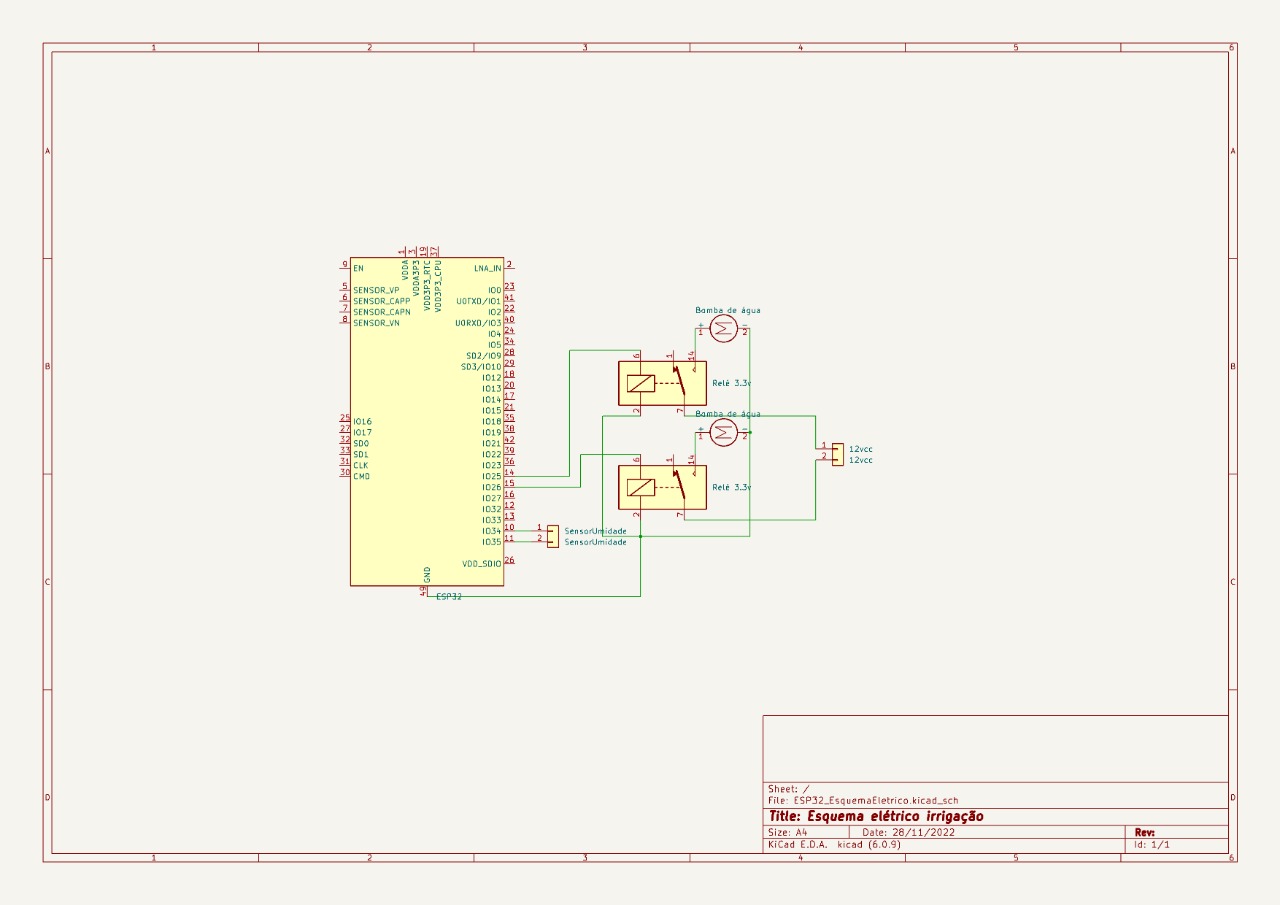 1 2 3 4 5 6
A A
B B
C C
D D
1 2 3 4 5 6
1 3 19 37
VDDA
VDDA3P3
VDD3P3_RTC
VDD3P3_CPU
9 EN
5 SENSOR_VP
6 SENSOR_CAPP
7 SENSOR_CAPN
8 SENSOR_VN
25 IO16
27 IO17
32 SD0
33 SD1
31 CLK
30 CMD
LNA_IN 2
IO0 23
U0TXD/IO1 41
IO2 22
U0RXD/IO3 40
IO4 24
IO5 34
SD2/IO9 28
SD3/IO10 29
IO12 18
IO13 20
IO14 17
IO15 21
IO18 35
IO19 38
IO21 42
IO22 39
IO23 36
IO25 14
IO26 15
IO27 16
IO32 12
IO33 13
IO34 10
IO35 11
VDD_SDIO 26
GND
49
ESP32
1 SensorUmidade
2 SensorUmidade
Bomba de água
+ −
1 2
6 1 14
Relé 3.3v
2 7
Bomba de água
+ −
1 2
6 1 14
Relé 3.3v
2 7
1 12vcc
2 12vcc
Sheet: /
File: ESP32_EsquemaEletrico.kicad_sch
Title: Esquema elétrico irrigação
Size: A4 Date: 28/11/2022 Rev:
KiCad E.D.A. kicad (6.0.9) Id: 1/1